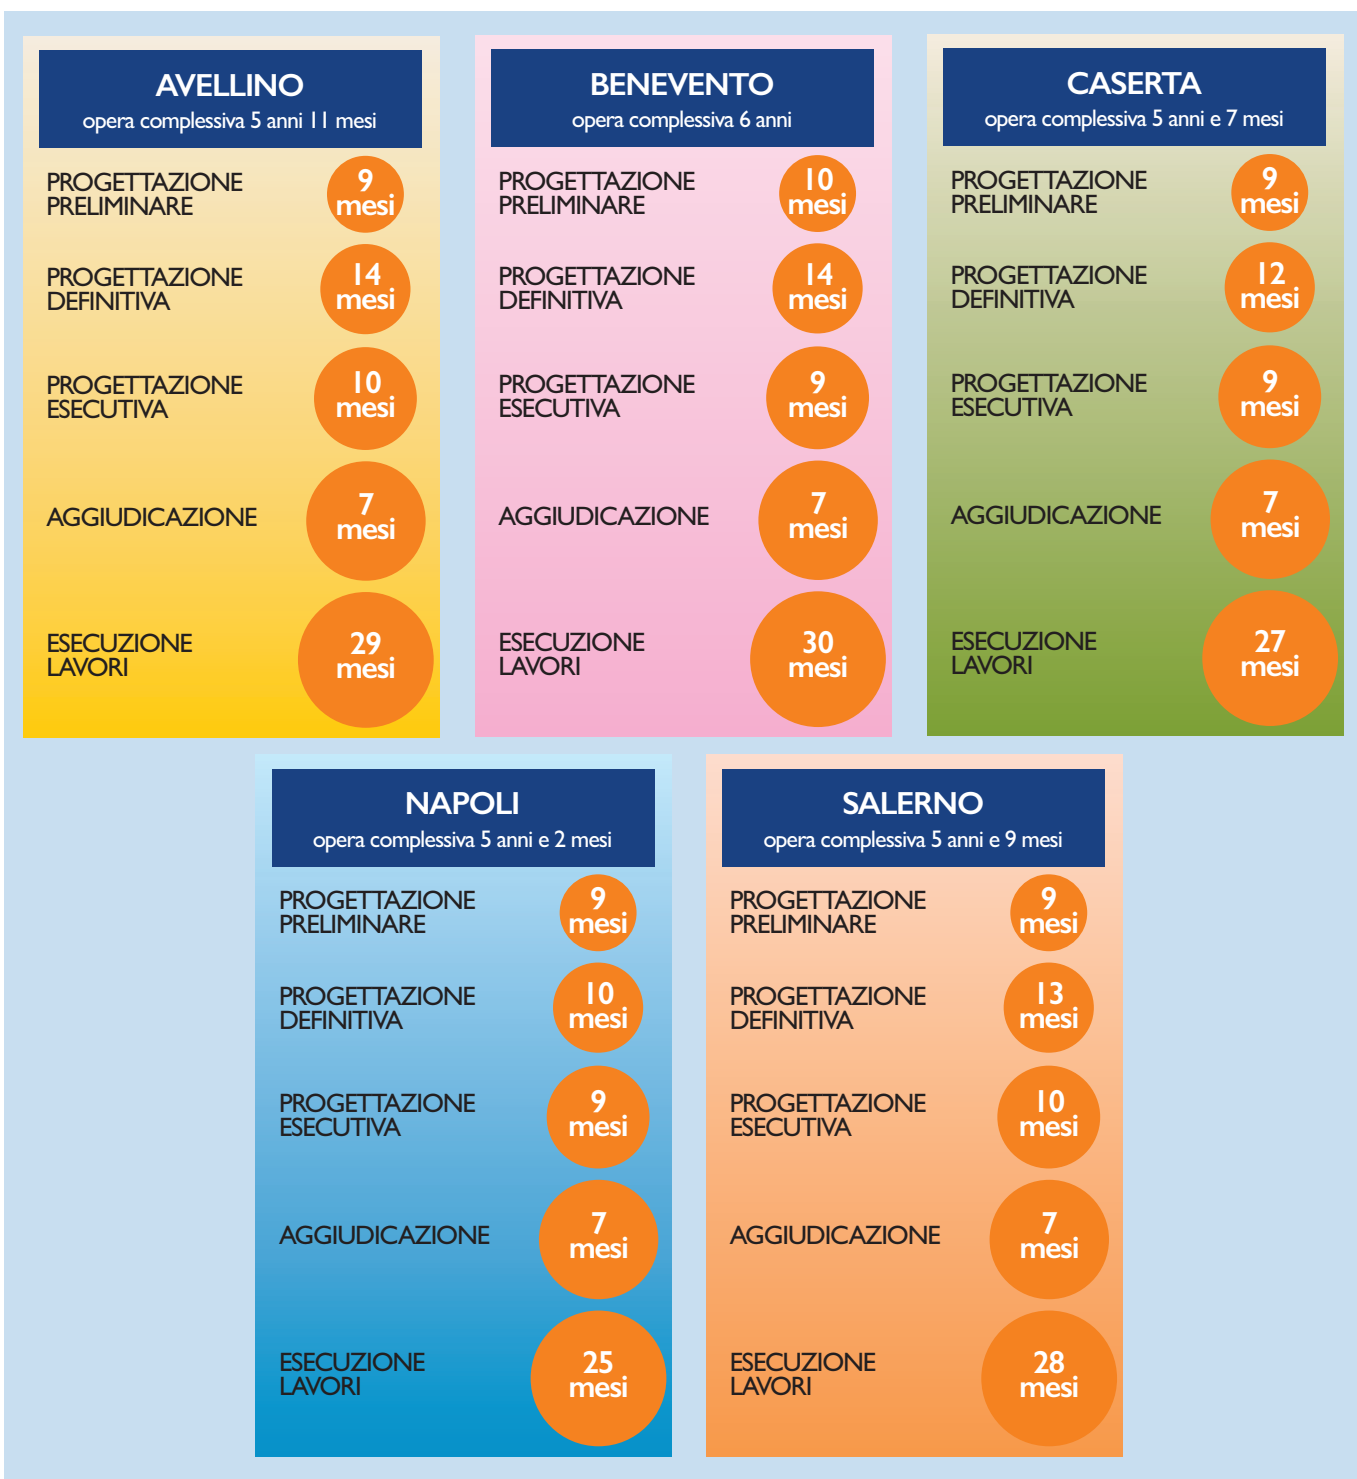 AVELLINO
opera complessiva 5 anni 11 mesi
PROGETTAZIONE
PRELIMINARE
9
mesi
PROGETTAZIONE
DEFINITIVA
14
mesi
PROGETTAZIONE
ESECUTIVA
10
mesi
AGGIUDICAZIONE
7
mesi
ESECUZIONE
LAVORI
29
mesi
BENEVENTO
opera complessiva 6 anni
PROGETTAZIONE
PRELIMINARE
10
mesi
PROGETTAZIONE
DEFINITIVA
14
mesi
PROGETTAZIONE
ESECUTIVA
9
mesi
AGGIUDICAZIONE
7
mesi
ESECUZIONE
LAVORI
30
mesi
CASERTA
opera complessiva 5 anni e 7 mesi
PROGETTAZIONE
PRELIMINARE
9
mesi
PROGETTAZIONE
DEFINITIVA
12
mesi
PROGETTAZIONE
ESECUTIVA
9
mesi
AGGIUDICAZIONE
7
mesi
ESECUZIONE
LAVORI
27
mesi
NAPOLI
opera complessiva 5 anni e 2 mesi
PROGETTAZIONE
PRELIMINARE
9
mesi
PROGETTAZIONE
DEFINITIVA
10
mesi
PROGETTAZIONE
ESECUTIVA
9
mesi
AGGIUDICAZIONE
7
mesi
ESECUZIONE
LAVORI
25
mesi
SALERNO
opera complessiva 5 anni e 9 mesi
PROGETTAZIONE
PRELIMINARE
9
mesi
PROGETTAZIONE
DEFINITIVA
13
mesi
PROGETTAZIONE
ESECUTIVA
10
mesi
AGGIUDICAZIONE
7
mesi
ESECUZIONE
LAVORI
28
mesi